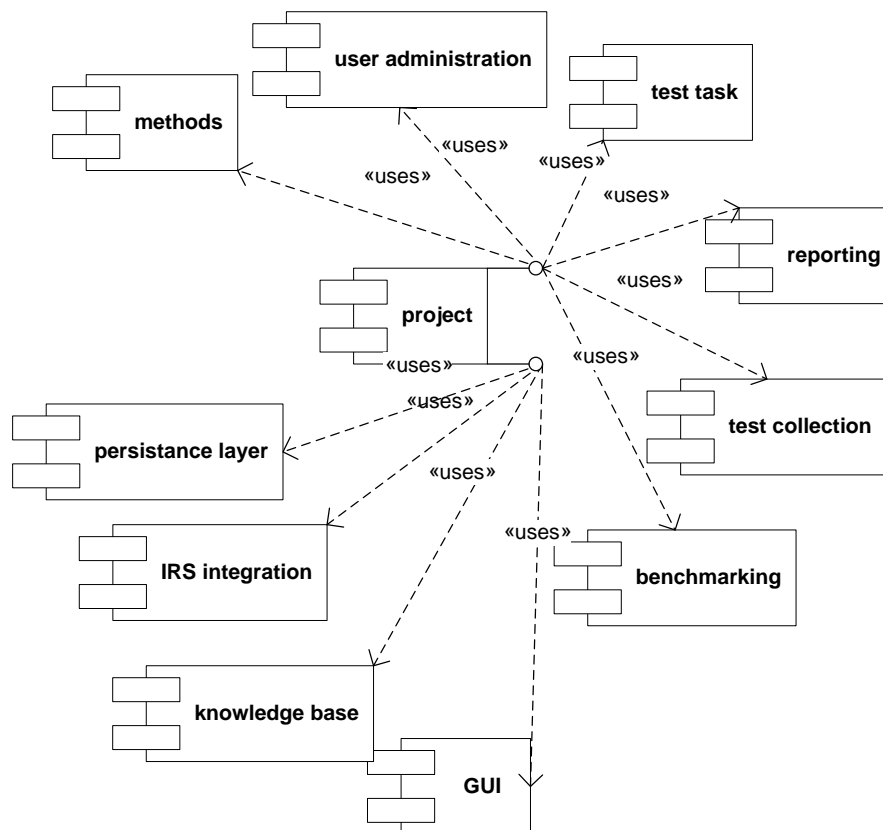 user administration
test task
methods
«uses»
«uses»
«uses»
«uses»
reporting
«uses»
project
«uses»
«uses»
«uses»
persistance layer
test collection
«uses»
«uses»
IRS integration
benchmarking
knowledge base
GUI